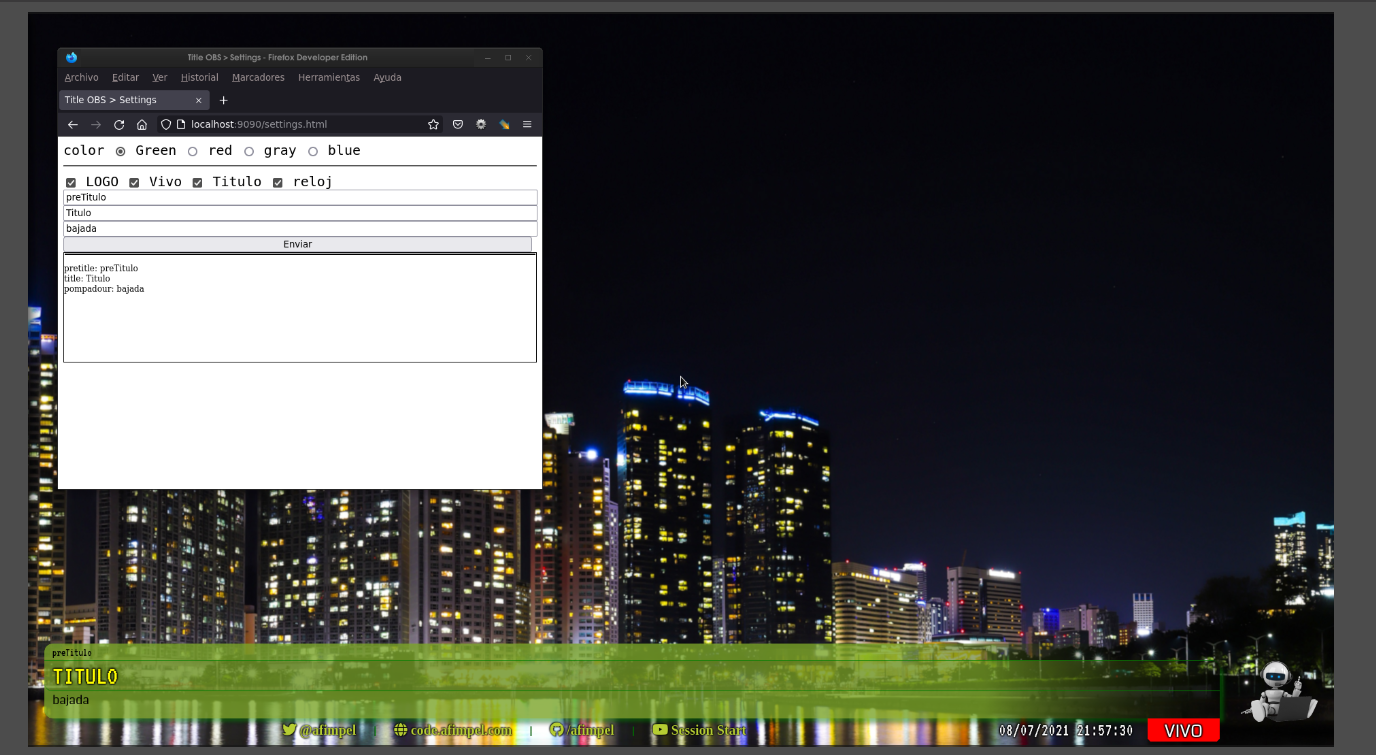 Title OBS > Settings - Firefox Developer Edition
Archivo Editar Ver Historial Marcadores Herramientas Ayuda
Title OBS > Settings
localhost:9090/settings.html
color Green red gray blue
LOGO Vivo Titulo reloj
preTitulo
Titulo
bajada
Enviar
pretitle: preTitulo
title: Titulo
pompadour: bajada
preTitulo
TITULO
bajada
@afimpel | code.afimpel.com | /afimpel | Session Start
08/07/2021 21:57:30 VIVO